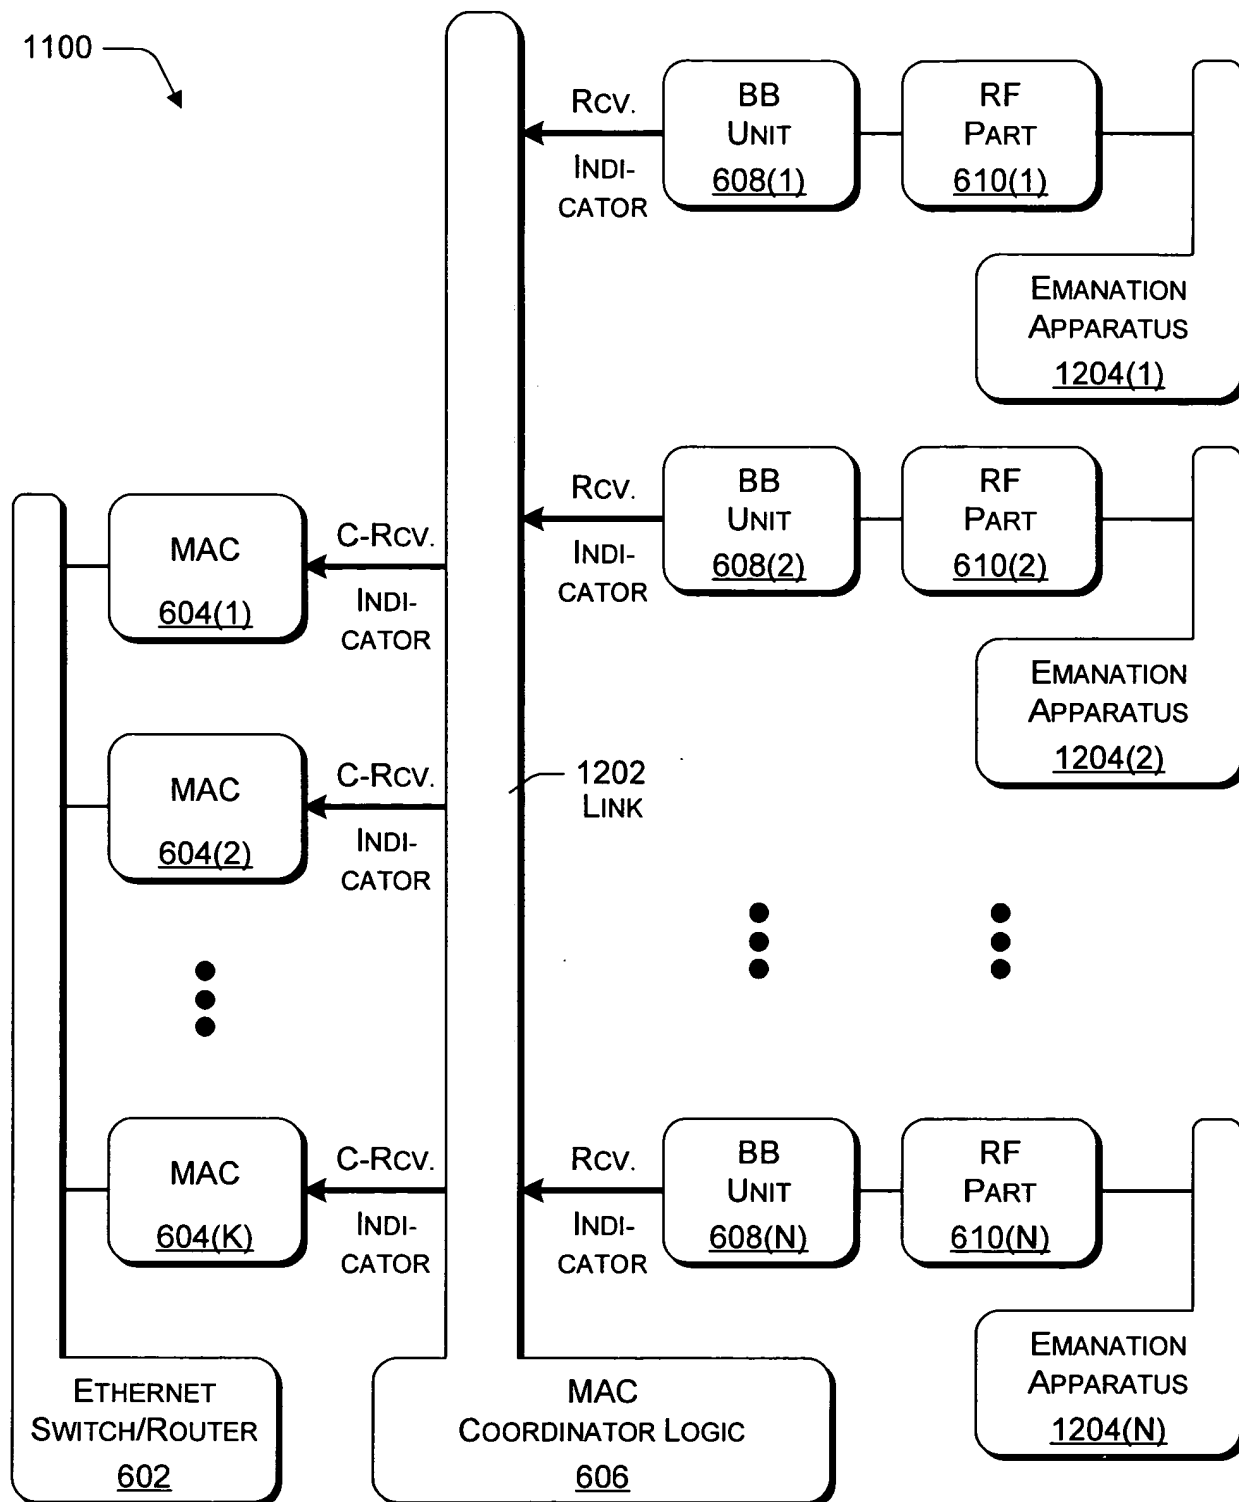 1100
RCV.
INDI-
CATOR
BB
UNIT
608(1)
RF
PART
610(1)
EMANATION
APPARATUS
1204(1)
RCV.
INDI-
CATOR
BB
UNIT
608(2)
RF
PART
610(2)
EMANATION
APPARATUS
1204(2)
MAC
604(1)
C-RCV.
INDI-
CATOR
MAC
604(2)
C-RCV.
INDI-
CATOR
1202
LINK
MAC
604(K)
C-RCV.
INDI-
CATOR
RCV.
INDI-
CATOR
BB
UNIT
608(N)
RF
PART
610(N)
EMANATION
APPARATUS
1204(N)
ETHERNET
SWITCH/ROUTER
602
MAC
COORDINATOR LOGIC
606